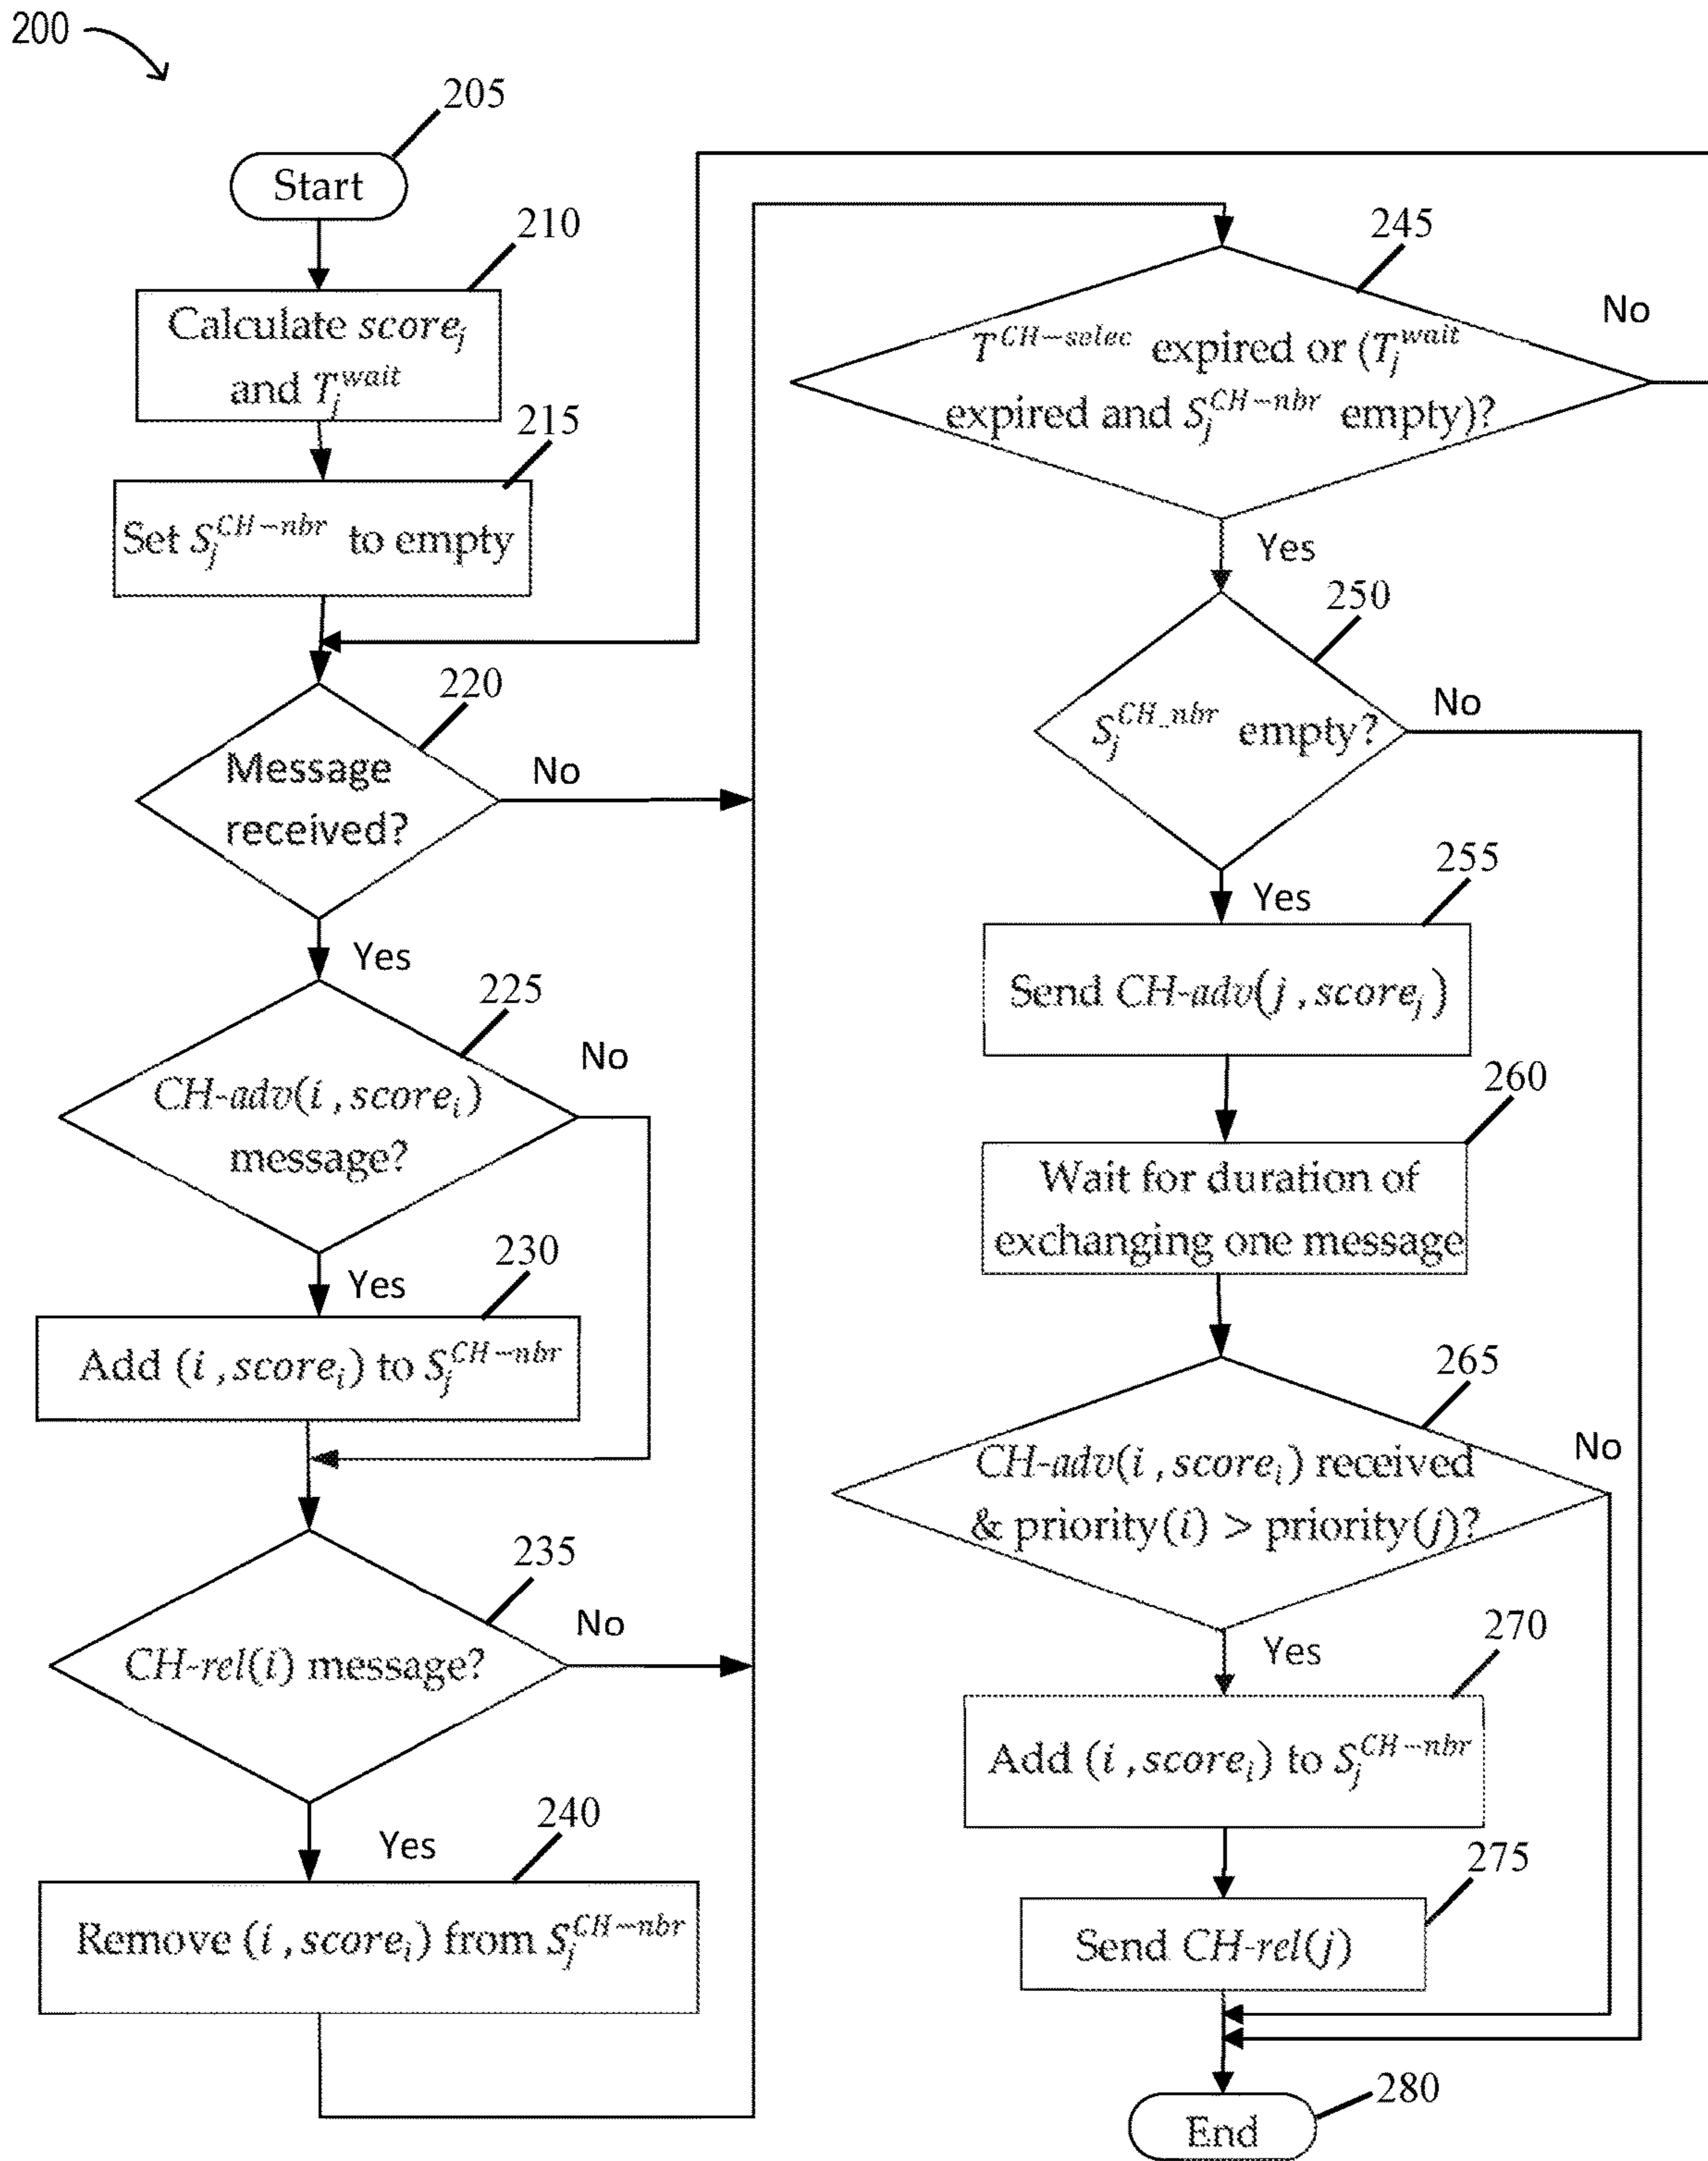 200
205
Start
210
Calculate score_j
and T_j^wait
215
Set S_j^CH−nbr to empty
220
Message
received?
No
Yes
225
CH-adv(i , score_i)
message?
No
Yes
230
Add (i , score_i) to S_j^CH−nbr
235
CH-rel(i) message?
No
Yes
240
Remove (i , score_i) from S_j^CH−nbr
245
T^CH−selec expired or (T_j^wait
expired and S_j^CH−nbr empty)?
No
Yes
250
S_j^CH_nbr empty?
No
Yes
255
Send CH-adv(j , score_j)
260
Wait for duration of
exchanging one message
265
CH-adv(i , score_i) received
& priority(i) > priority(j)?
No
Yes
270
Add (i , score_i) to S_j^CH−nbr
275
Send CH-rel(j)
280
End